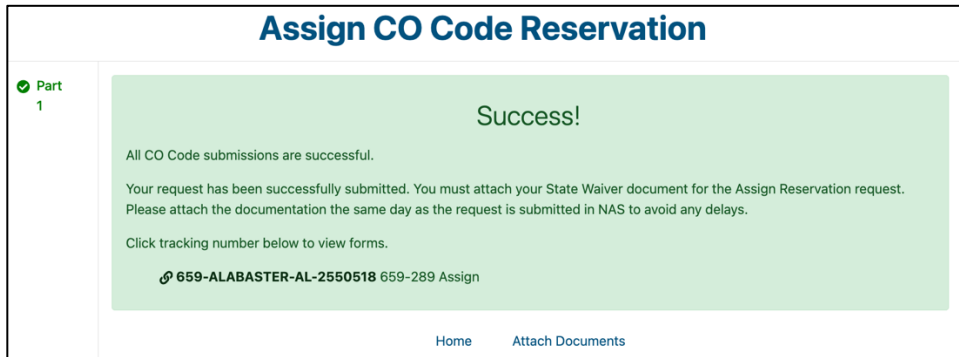 Assign CO Code Reservation
Part
1
Success!
All CO Code submissions are successful.
Your request has been successfully submitted. You must attach your State Waiver document for the Assign Reservation request.
Please attach the documentation the same day as the request is submitted in NAS to avoid any delays.
Click tracking number below to view forms.
659-ALABASTER-AL-2550518 659-289 Assign
Home Attach Documents